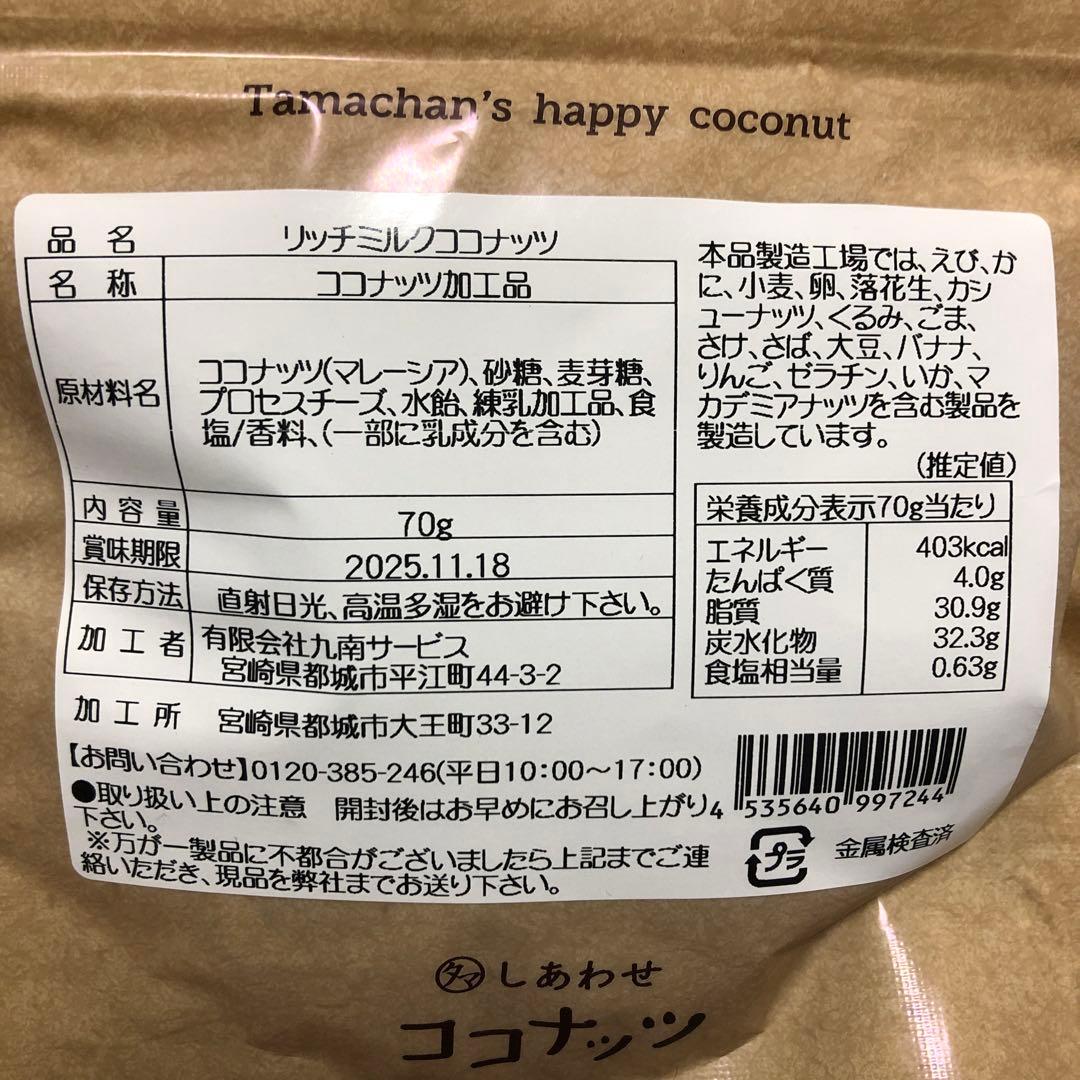 Tamachan's happy coconut
品名 リッチミルクココナッツ
名称 ココナッツ加工品
原材料名 ココナッツ(マレーシア)、砂糖、麦芽糖、
プロセスチーズ、水飴、練乳加工品、食
塩/香料、(一部に乳成分を含む)
内容量 70g
賞味期限 2025.11.18
保存方法 直射日光、高温多湿をお避け下さい。
加工者 有限会社九南サービス
宮崎県都城市平江町44-3-2
加工所 宮崎県都城市大王町33-12
【お問い合わせ】0120-385-246(平日10:00～17:00)
●取り扱い上の注意 開封後はお早めにお召し上がり
下さい。
※万が一製品に不都合がございましたら上記までご連
絡いただき、現品を弊社までお送り下さい。
本品製造工場では、えび、か
に、小麦、卵、落花生、カシ
ューナッツ、くるみ、ごま、
さけ、さば、大豆、バナナ、
りんご、ゼラチン、いか、マ
カデミアナッツを含む製品を
製造しています。
(推定値)
栄養成分表示70g当たり
エネルギー 403kcal
たんぱく質 4.0g
脂質 30.9g
炭水化物 32.3g
食塩相当量 0.63g
4 535640 997244
プラ 金属検査済
タマ しあわせ
ココナッツ